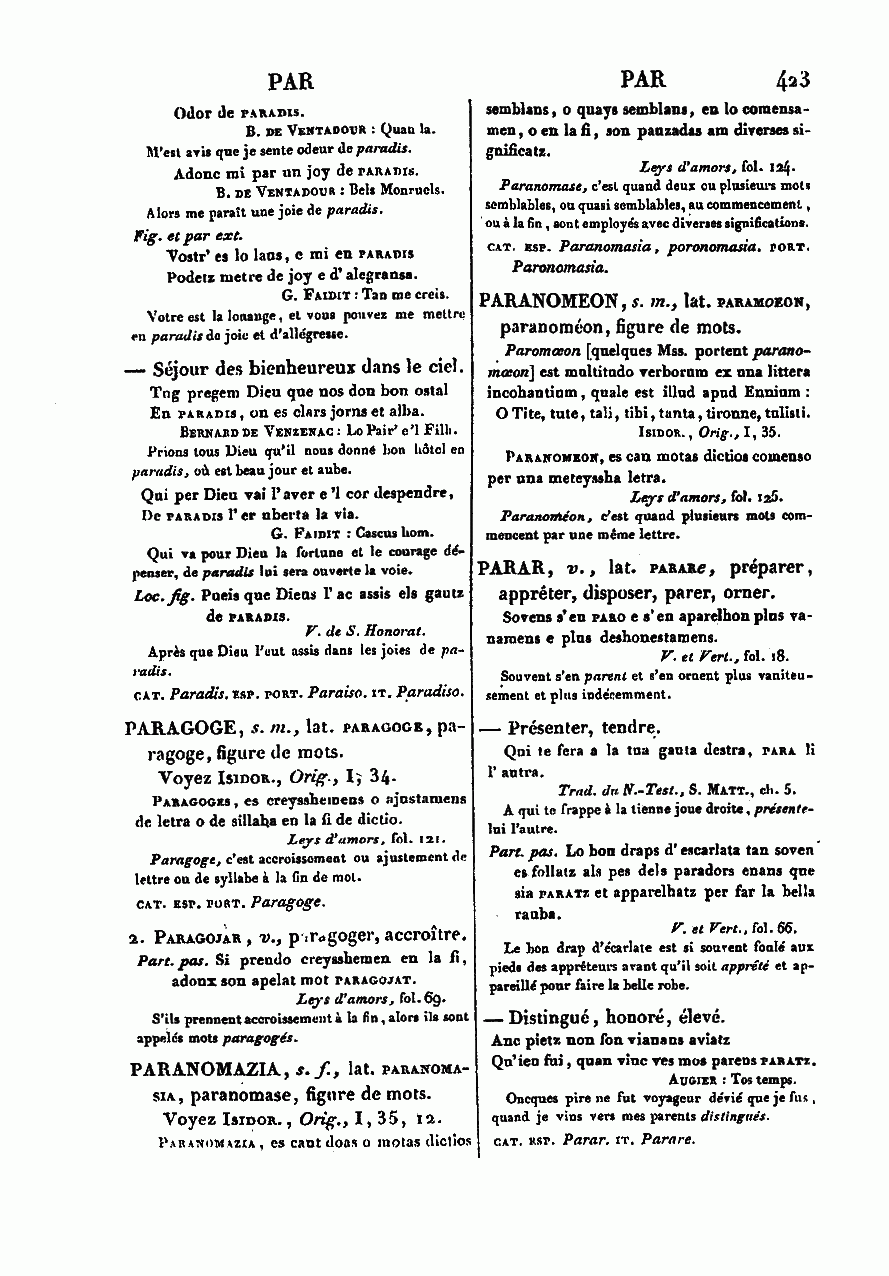 PAR
Odor de PARADIS.
B. DE VENTADOUR : Quan la.
M'est avis que je sente odeur de paradis.
Adonc mi par un joy de PARADIS.
B. DE VENTADOUR : Bels Monruels.
Alors me paraît une joie de paradis.
Fig. et par ext.
Vostr' es lo laus, e mi en PARADIS
Podetz metre de joy e d' alegransa.
G. FAIDIT : Tan me creis.
Votre est la louange, et vous pouvez me mettre
en paradis de joie et d'allégresse.
— Séjour des bienheureux dans le ciel.
Tug pregem Dieu que nos don bon ostal
En PARADIS, on es clars jorns et alba.
BERNARD DE VENZENAC : Lo Pair' e'l Filh.
Prions tous Dieu qu'il nous donné bon hôtel en
paradis, où est beau jour et aube.
Qui per Dieu vai l'aver e 'l cor despendre,
De PARADIS l' er uberta la via.
G. FAIDIT : Cascus hom.
Qui va pour Dieu la fortune et le courage dé-
penser, de paradis lui sera ouverte la voie.
Loc. fig. Pueis que Dieus l' ac assis els gautz
de PARADIS.
V. de S. Honorat.
Après que Dieu l'eut assis dans les joies de pa-
radis.
CAT. Paradis. ESP. PORT. Paraiso. IT. Paradiso.
PARAGOGE, s. m., lat. PARAGOGE, pa-
ragoge, figure de mots.
Voyez ISIDOR., Orig., I, 34.
PARAGOGES, es creysshemens o ajustamens
de letra o de sillaba en la fi de dictio.
Leys d'amors, fol. 121.
Paragoge, c'est accroissement ou ajustement de
lettre ou de syllabe à la fin de mot.
CAT. ESP. PORT. Paragoge.
2. PARAGOJAR, v., paragoger, accroître.
Part. pas. Si prendo creysshemen en la fi,
adonx son apelat mot PARAGOJAT.
Leys d'amors, fol. 69.
S'ils prennent accroissement à la fin, alors ils sont
appelés mots paragogés.
PARANOMAZIA, s. f., lat. PARANOMA-
SIA, paranomase, figure de mots.
Voyez ISIDOR., Orig., I, 35, 12.
PARANOMAZIA, es cant doas o motas dictios
PAR 423
semblans, o quays semblans, en lo comensa-
men, o en la fi, son pauzadas am diverses si-
gnificatz.
Leys d'amors, fol. 124.
Paranomase, c'est quand deux ou plusieurs mots
semblables, ou quasi semblables, au commencement,
ou à la fin, sont employés avec diverses significations.
CAT. ESP. Paranomasia, poronomasia. PORT.
Paronomasia.
PARANOMEON, s. m., lat. PARAMOEON,
paranoméon, figure de mots.
Paromœon [quelques Mss. portent parano-
mœon] est multitudo verborum ex una littera
incohantium, quale est illud apud Ennium :
O Tite, tute, tali, tibi, tanta, tironne, tulisti.
ISIDOR., Orig., I, 35.
PARANOMEON, es can motas dictios comenso
per una meteyssha letra.
Leys d'amors, fol. 125.
Paranoméon, c'est quand plusieurs mots com-
mencent par une même lettre.
PARAR, v., lat. PARARe, préparer,
apprêter, disposer, parer, orner.
Sovens s'en PARO e s'en aparelhon plus va-
namens e plus deshonestamens.
V. et Vert., fol. 18.
Souvent s'en parent et s'en ornent plus vaniteu-
sement et plus indécemment.
— Présenter, tendre.
Qui te fera a la tua gauta destra, PARA li
l' autra.
Trad. du N.-Test., S. MATT., ch. 5.
A qui te frappe à la tienne joue droite, présente-
lui l'autre.
Part. pas. Lo bon draps d' escarlata tan soven
es follatz als pes dels paradors enans que
sia PARATZ et apparelhatz per far la bella
rauba.
V. et Vert., fol. 66.
Le bon drap d'écarlate est si souvent foulé aux
pieds des apprêteurs avant qu'il soit apprêté et ap-
pareillé pour faire la belle robe.
— Distingué, honoré, élevé.
Anc pietz non fon vianans aviatz
Qu'ieu fui, quan vinc ves mos parens PARATZ.
AUGIER : Tos temps.
Oncques pire ne fut voyageur dévié que je fus,
quand je vins vers mes parents distingués.
CAT. ESP. Parar. IT. Parare.